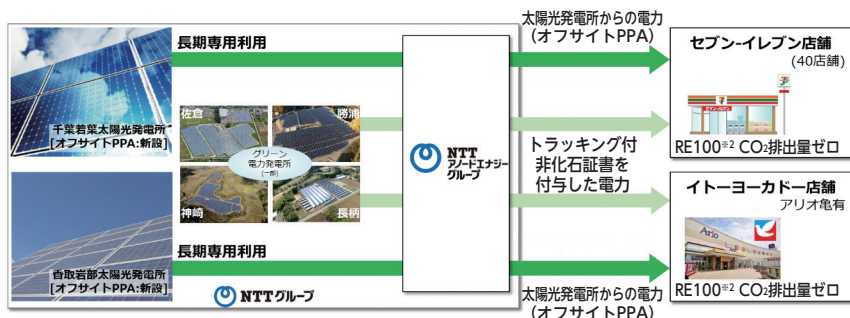 長期専用利用
太陽光発電所からの電力
(オフサイトPPA)
セブン-イレブン店舗
(40店舗)
千葉若葉太陽光発電所
[オフサイトPPA:新設]
佐倉
勝浦
グリーン
電力発電所
(一部)
神崎
長柄
NTT
アノードエナジー
グループ
トラッキング付
非化石証書を
付与した電力
セブン-イレブン
RE100※2 CO2排出量ゼロ
イトーヨーカドー店舗
アリオ亀有
Ario
香取岩部太陽光発電所
[オフサイトPPA:新設]
長期専用利用
NTTグループ
太陽光発電所からの電力
(オフサイトPPA)
RE100※2 CO2排出量ゼロ